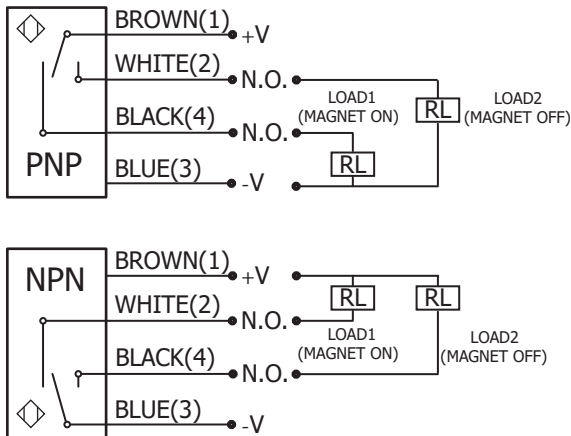 BROWN(1)
+V
WHITE(2)
N.O.
LOAD1
(MAGNET ON)
RL
LOAD2
(MAGNET OFF)
BLACK(4)
N.O.
RL
PNP
BLUE(3)
-V
NPN
BROWN(1)
+V
RL
RL
WHITE(2)
N.O.
LOAD1
(MAGNET ON)
LOAD2
(MAGNET OFF)
BLACK(4)
N.O.
BLUE(3)
-V